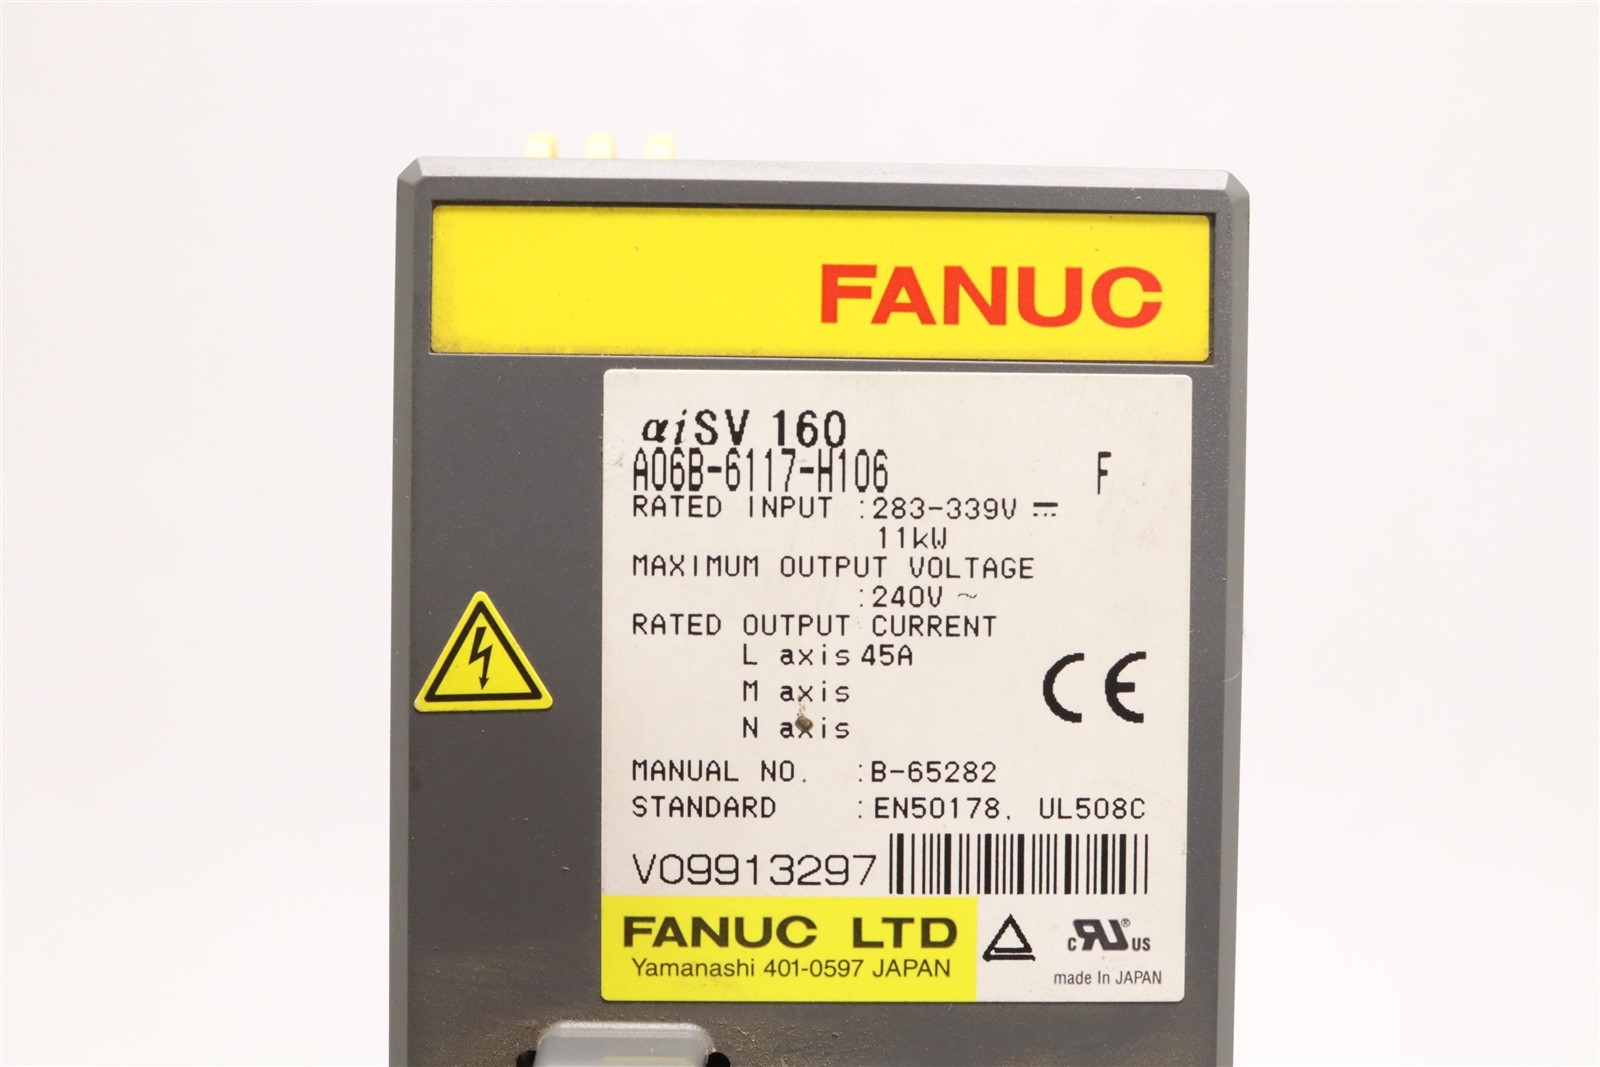 FANUC
αiSV 160
A06B-6117-H106 F
RATED INPUT :283-339V ⎓
11kW
MAXIMUM OUTPUT VOLTAGE
:240V ~
RATED OUTPUT CURRENT
L axis 45A
M axis
N axis
CE
MANUAL NO. :B-65282
STANDARD :EN50178, UL508C
V09913297
FANUC LTD
Yamanashi 401-0597 JAPAN
c RU ® US
made In JAPAN